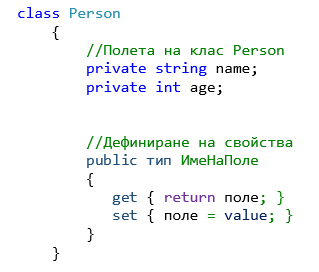 class Person
{
//Полета на клас Person
private string name;
private int age;
//Дефиниране на свойства
public тип ИмеНаПоле
{
get { return поле; }
set { поле = value; }
}
}